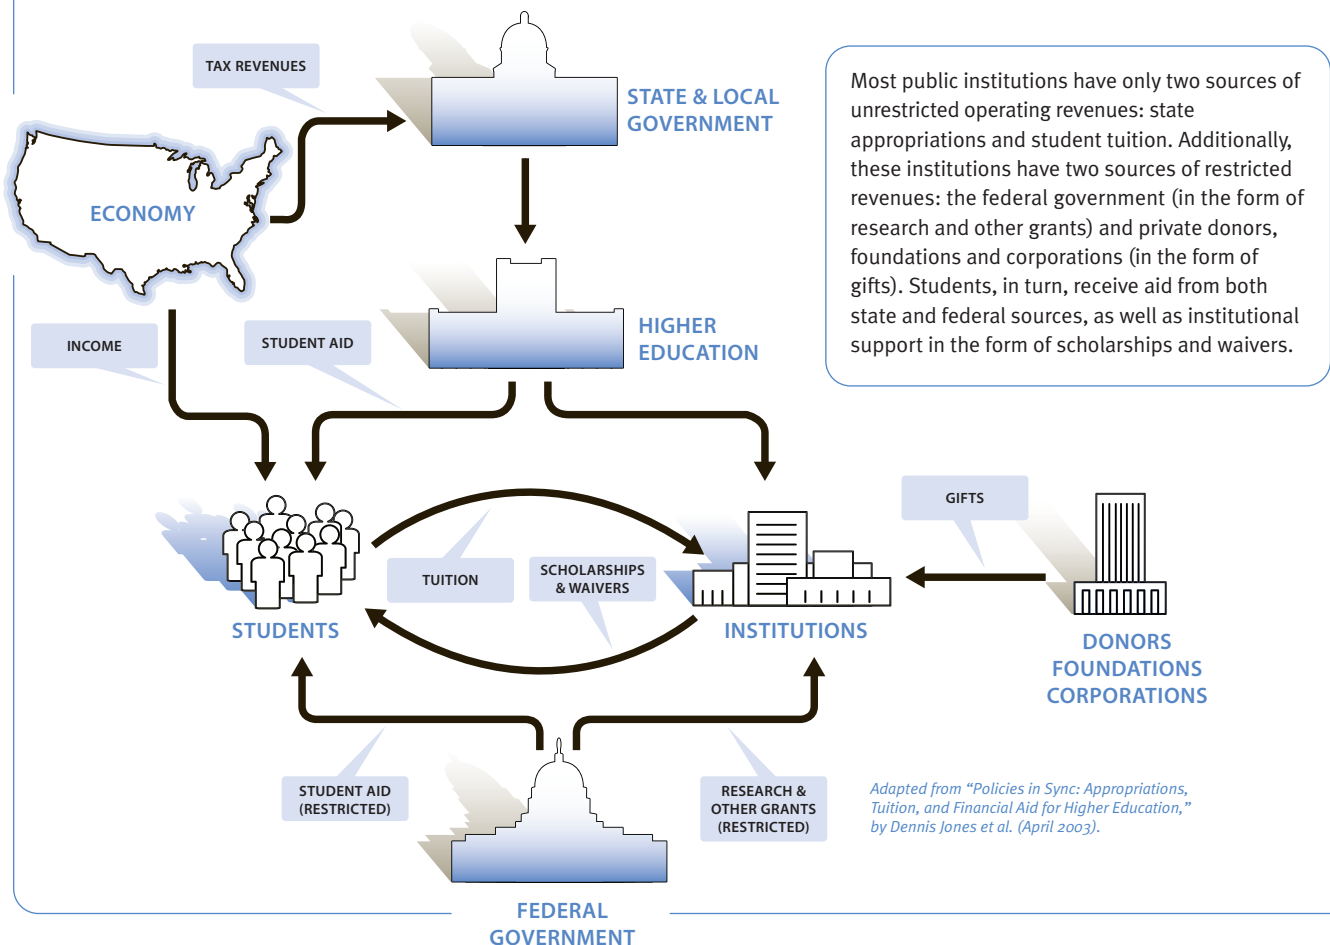 TAX REVENUES
STATE & LOCAL
GOVERNMENT
Most public institutions have only two sources of
unrestricted operating revenues: state
appropriations and student tuition. Additionally,
these institutions have two sources of restricted
revenues: the federal government (in the form of
research and other grants) and private donors,
foundations and corporations (in the form of
gifts). Students, in turn, receive aid from both
state and federal sources, as well as institutional
support in the form of scholarships and waivers.
ECONOMY
INCOME
STUDENT AID
HIGHER
EDUCATION
GIFTS
TUITION
SCHOLARSHIPS
& WAIVERS
STUDENTS
INSTITUTIONS
DONORS
FOUNDATIONS
CORPORATIONS
STUDENT AID
(RESTRICTED)
RESEARCH &
OTHER GRANTS
(RESTRICTED)
Adapted from “Policies in Sync: Appropriations,
Tuition, and Financial Aid for Higher Education,”
by Dennis Jones et al. (April 2003).
FEDERAL
GOVERNMENT